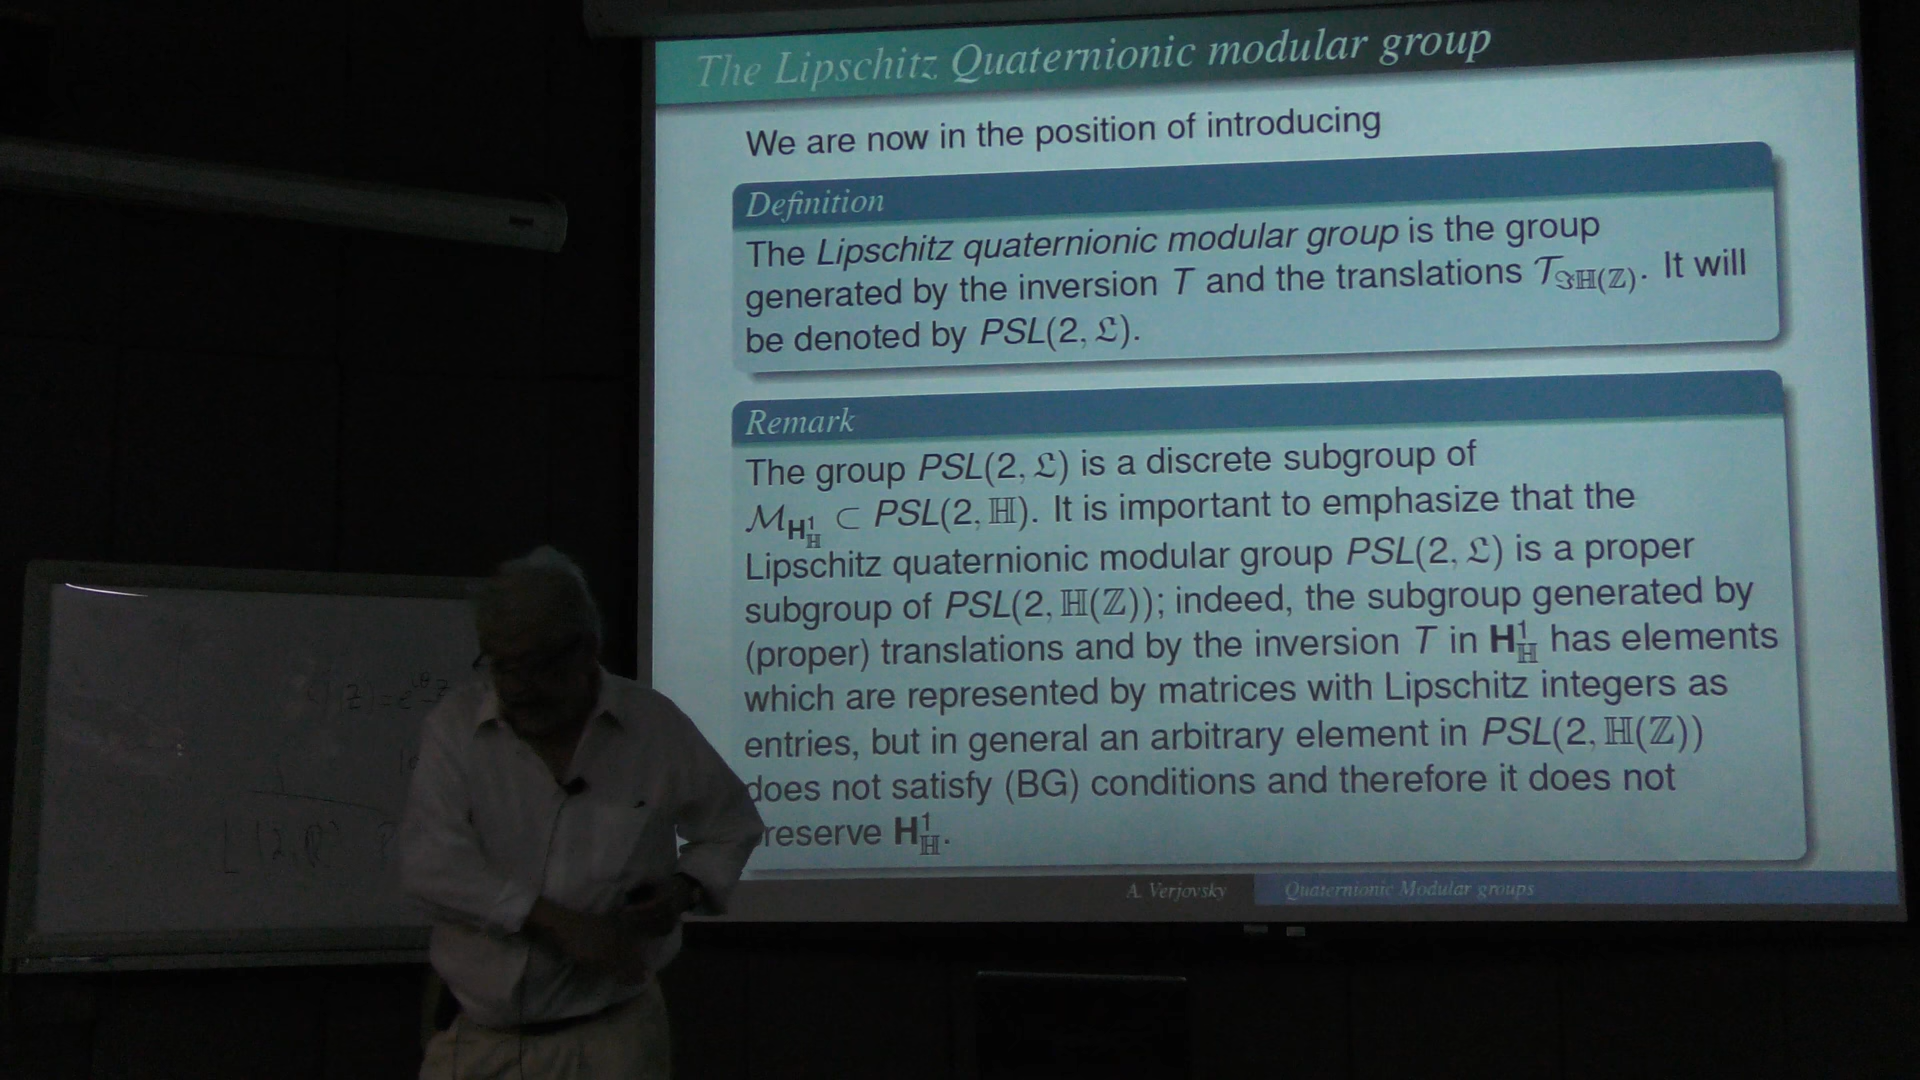 The Lipschitz Quaternionic modular group
We are now in the position of introducing
Definition
The Lipschitz quaternionic modular group is the group
generated by the inversion T and the translations 𝒯_ℑℍ(ℤ). It will
be denoted by PSL(2, 𝔏).
Remark
The group PSL(2, 𝔏) is a discrete subgroup of
ℳ_𝐇¹_ℍ ⊂ PSL(2, ℍ). It is important to emphasize that the
Lipschitz quaternionic modular group PSL(2, 𝔏) is a proper
subgroup of PSL(2, ℍ(ℤ)); indeed, the subgroup generated by
(proper) translations and by the inversion T in 𝐇¹_ℍ has elements
which are represented by matrices with Lipschitz integers as
entries, but in general an arbitrary element in PSL(2, ℍ(ℤ))
does not satisfy (BG) conditions and therefore it does not
reserve 𝐇¹_ℍ.
A. Verjovsky Quaternionic Modular groups